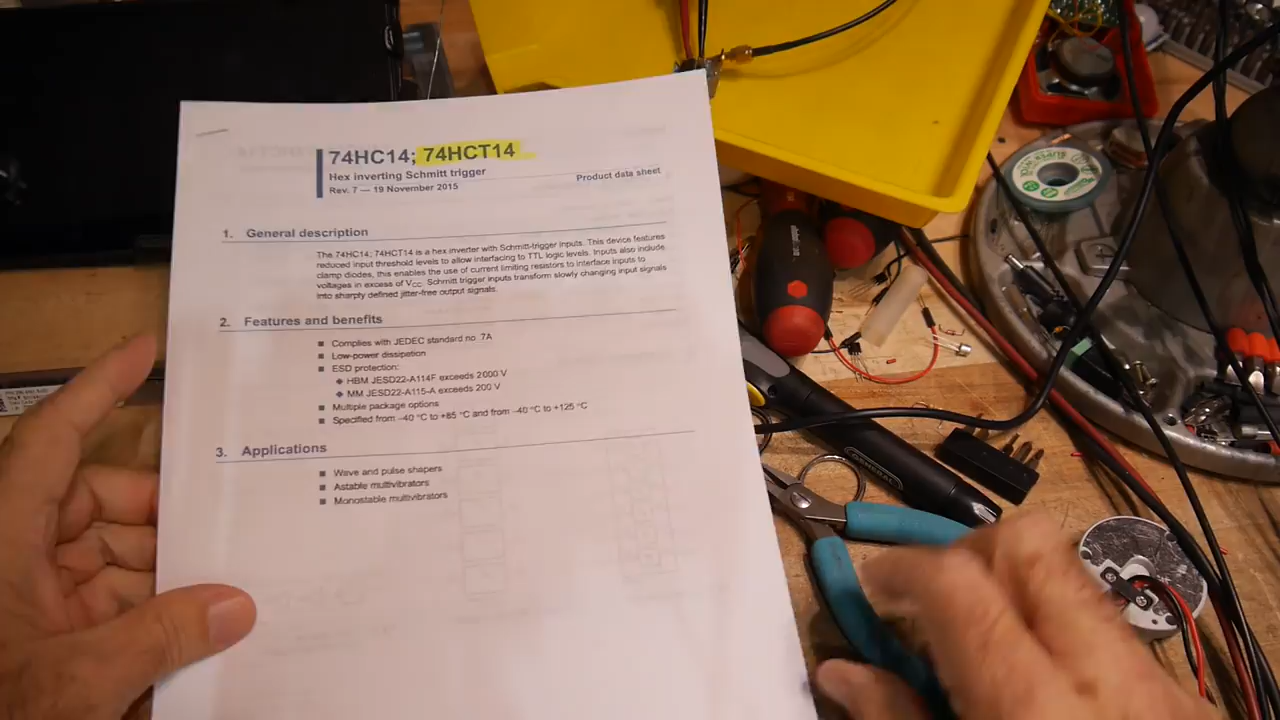 74HC14; 74HCT14
Hex inverting Schmitt trigger
Rev. 7 — 19 November 2015
Product data sheet
1. General description
The 74HC14; 74HCT14 is a hex inverter with Schmitt-trigger inputs. This device features
reduced input threshold levels to allow interfacing to TTL logic levels. Inputs also include
clamp diodes, this enables the use of current limiting resistors to interface inputs to
voltages in excess of VCC. Schmitt trigger inputs transform slowly changing input signals
into sharply defined jitter-free output signals.
2. Features and benefits
■ Complies with JEDEC standard no. 7A
■ Low-power dissipation
■ ESD protection:
◆ HBM JESD22-A114F exceeds 2000 V
◆ MM JESD22-A115-A exceeds 200 V
■ Multiple package options
■ Specified from −40 °C to +85 °C and from −40 °C to +125 °C
3. Applications
■ Wave and pulse shapers
■ Astable multivibrators
■ Monostable multivibrators
GENERAL